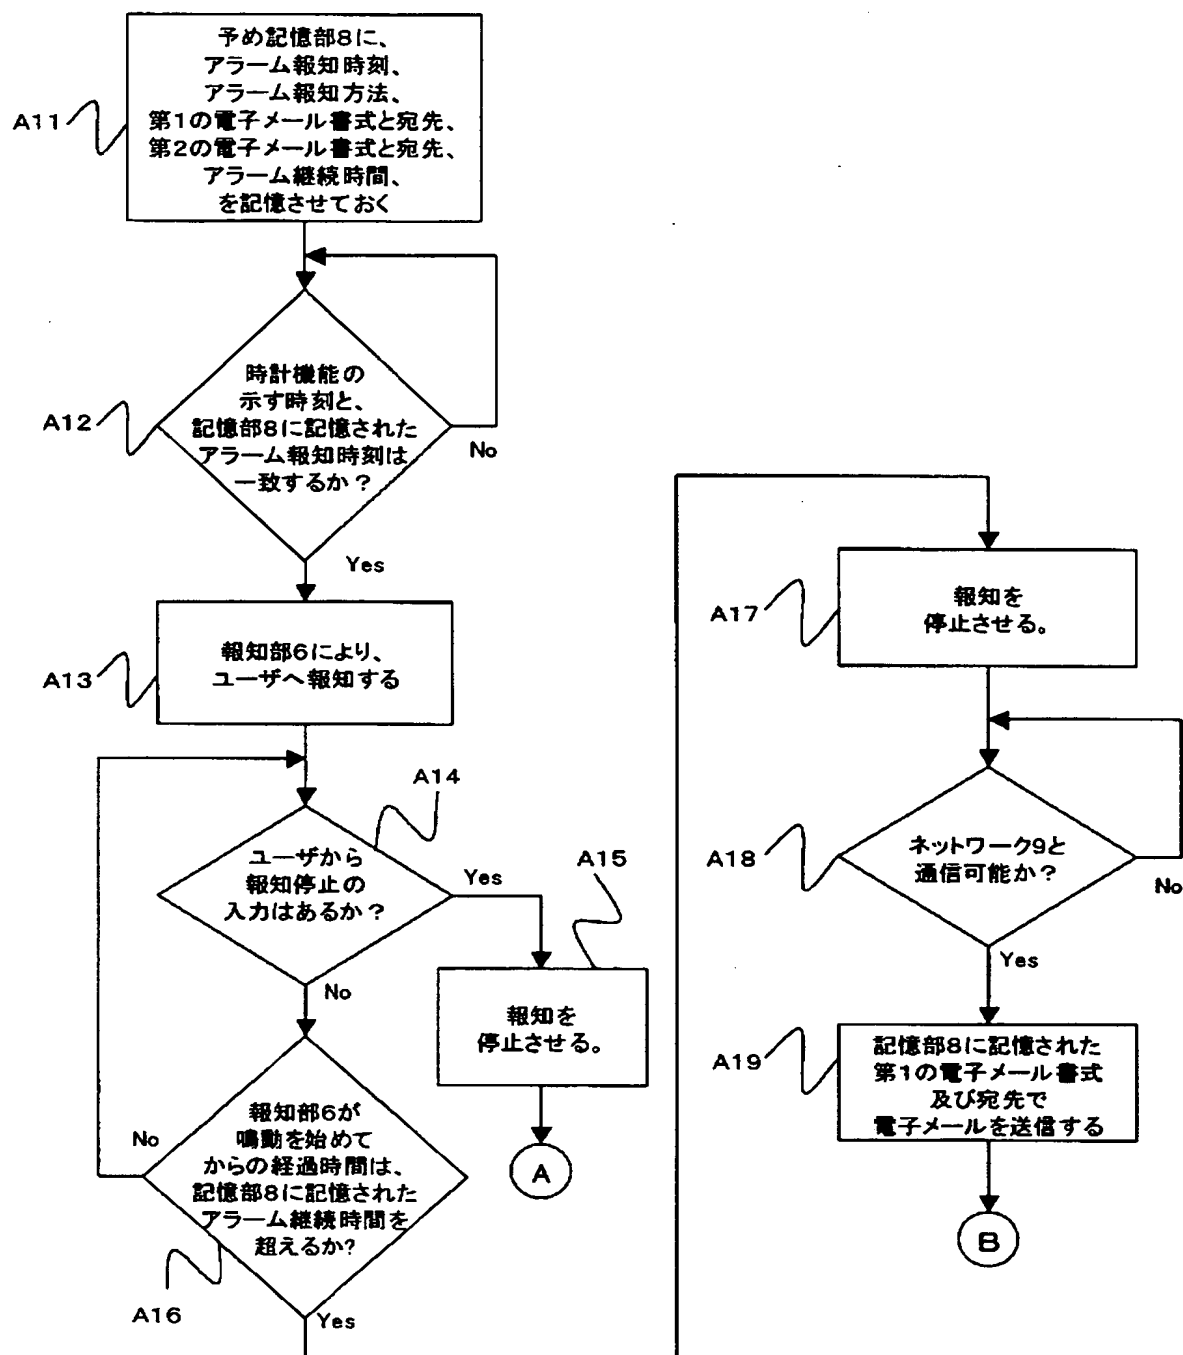 予め記憶部8に、
アラーム報知時刻、
アラーム報知方法、
第1の電子メール書式と宛先、
第2の電子メール書式と宛先、
アラーム継続時間、
を記憶させておく
A11
時計機能の
示す時刻と、
記憶部8に記憶された
アラーム報知時刻は
一致するか？
A12
No
Yes
報知部6により、
ユーザへ報知する
A13
A14
ユーザから
報知停止の
入力はあるか？
Yes
No
A15
報知を
停止させる。
A
報知部6が
鳴動を始めて
からの経過時間は、
記憶部8に記憶された
アラーム継続時間を
超えるか?
No
A16
Yes
報知を
停止させる。
A17
ネットワーク9と
通信可能か？
A18
No
Yes
記憶部8に記憶された
第1の電子メール書式
及び宛先で
電子メールを送信する
A19
B